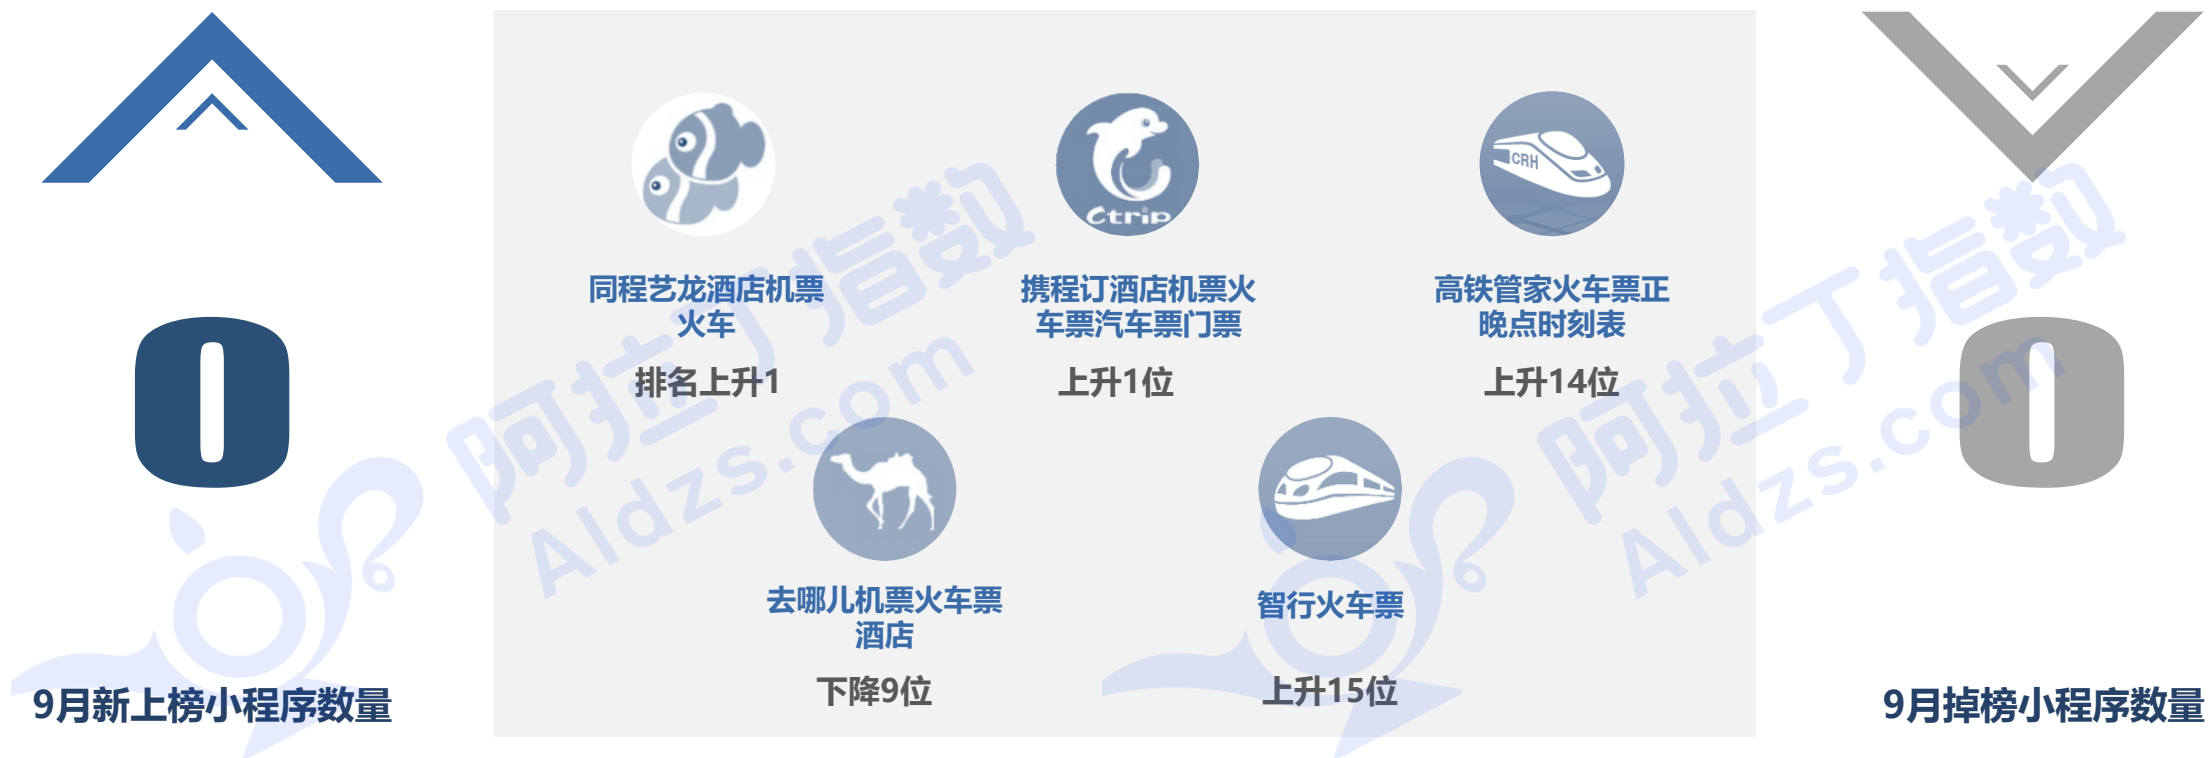 0
9月新上榜小程序数量
Ctrip
CRH
同程艺龙酒店机票
火车
排名上升1
携程订酒店机票火
车票汽车票门票
上升1位
高铁管家火车票正
晚点时刻表
上升14位
去哪儿机票火车票
酒店
下降9位
智行火车票
上升15位
0
9月掉榜小程序数量
阿拉丁指数
Aldzs.com
阿拉丁指数
Aldzs.com